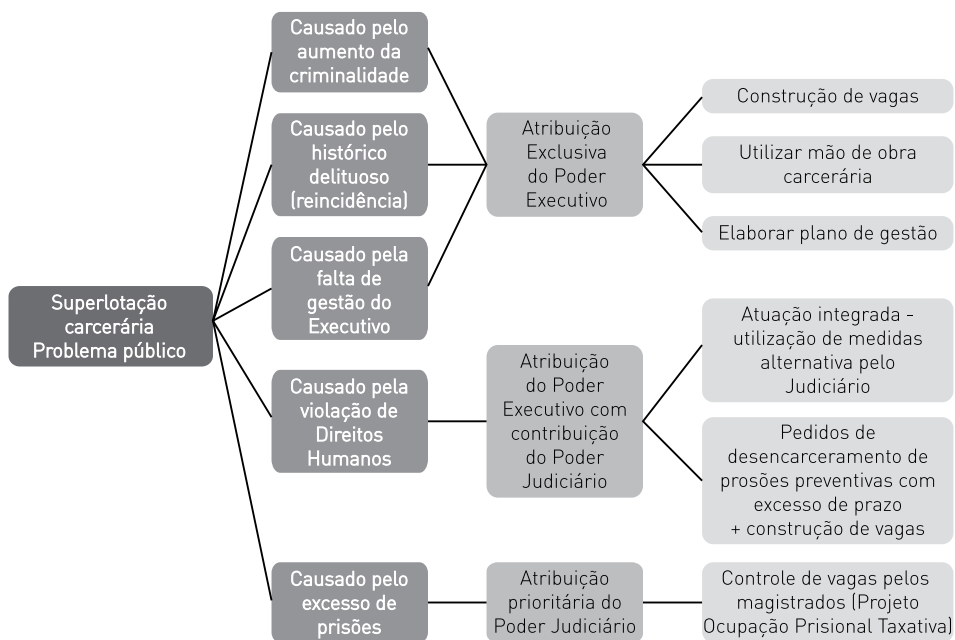 Superlotação
carcerária
Problema público
Causado pelo
aumento da
criminalidade
Causado pelo
histórico
delituoso
(reincidência)
Causado pela
falta de
gestão do
Executivo
Causado pela
violação de
Direitos
Humanos
Causado pelo
excesso de
prisões
Atribuição
Exclusiva
do Poder
Executivo
Atribuição
do Poder
Executivo com
contribuição
do Poder
Judiciário
Atribuição
prioritária do
Poder Judiciário
Construção de vagas
Utilizar mão de obra
carcerária
Elaborar plano de gestão
Atuação integrada -
utilização de medidas
alternativa pelo
Judiciário
Pedidos de
desencarceramento de
prosões preventivas com
excesso de prazo
+ construção de vagas
Controle de vagas pelos
magistrados (Projeto
Ocupação Prisional Taxativa)